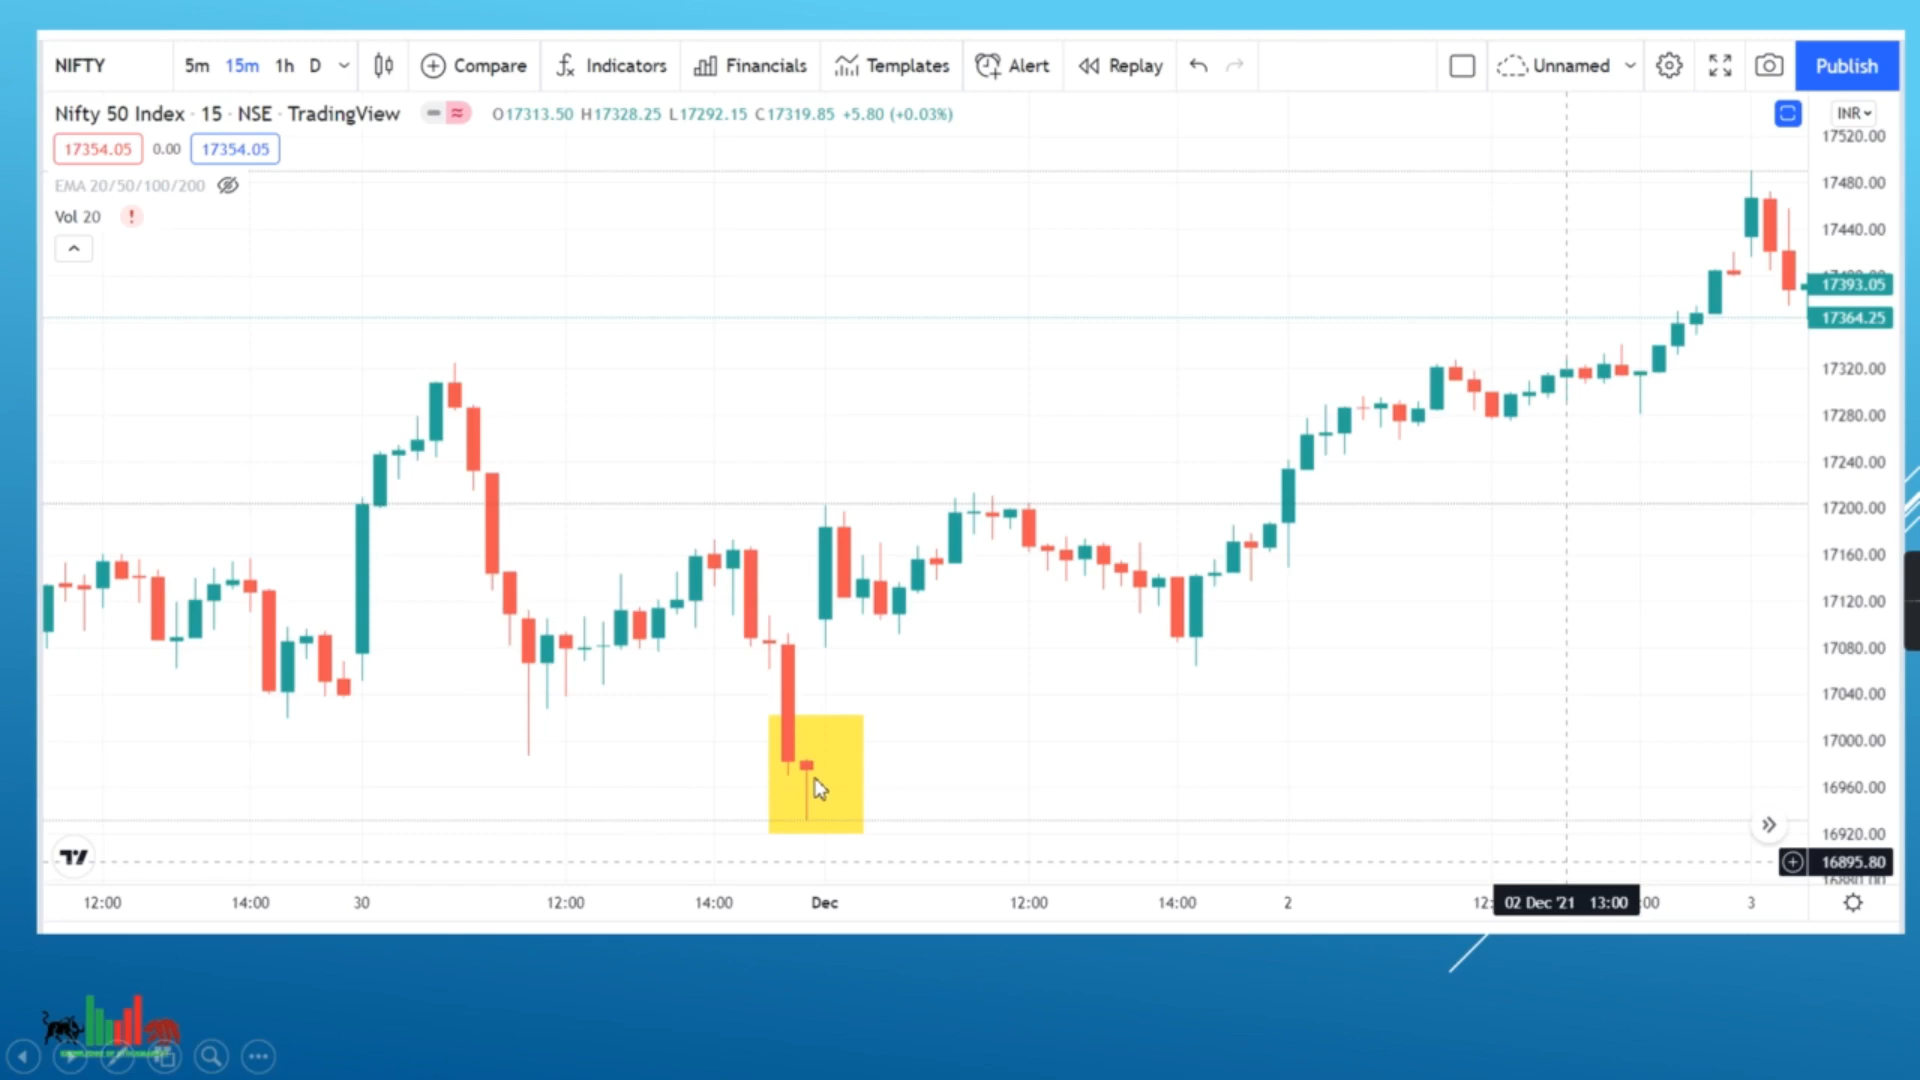 NIFTY 5m 15m 1h D Compare Indicators Financials Templates Alert Replay Unnamed Publish
Nifty 50 Index · 15 · NSE · TradingView O17313.50 H17328.25 L17292.15 C17319.85 +5.80 (+0.03%) INR
17354.05 0.00 17354.05
EMA 20/50/100/200
Vol 20 !
17520.00
17480.00
17440.00
17393.05
17364.25
17320.00
17280.00
17240.00
17200.00
17160.00
17120.00
17080.00
17040.00
17000.00
16960.00
16920.00
16895.80
12:00 14:00 30 12:00 14:00 Dec 12:00 14:00 2 12: 02 Dec '21 13:00 :00 3